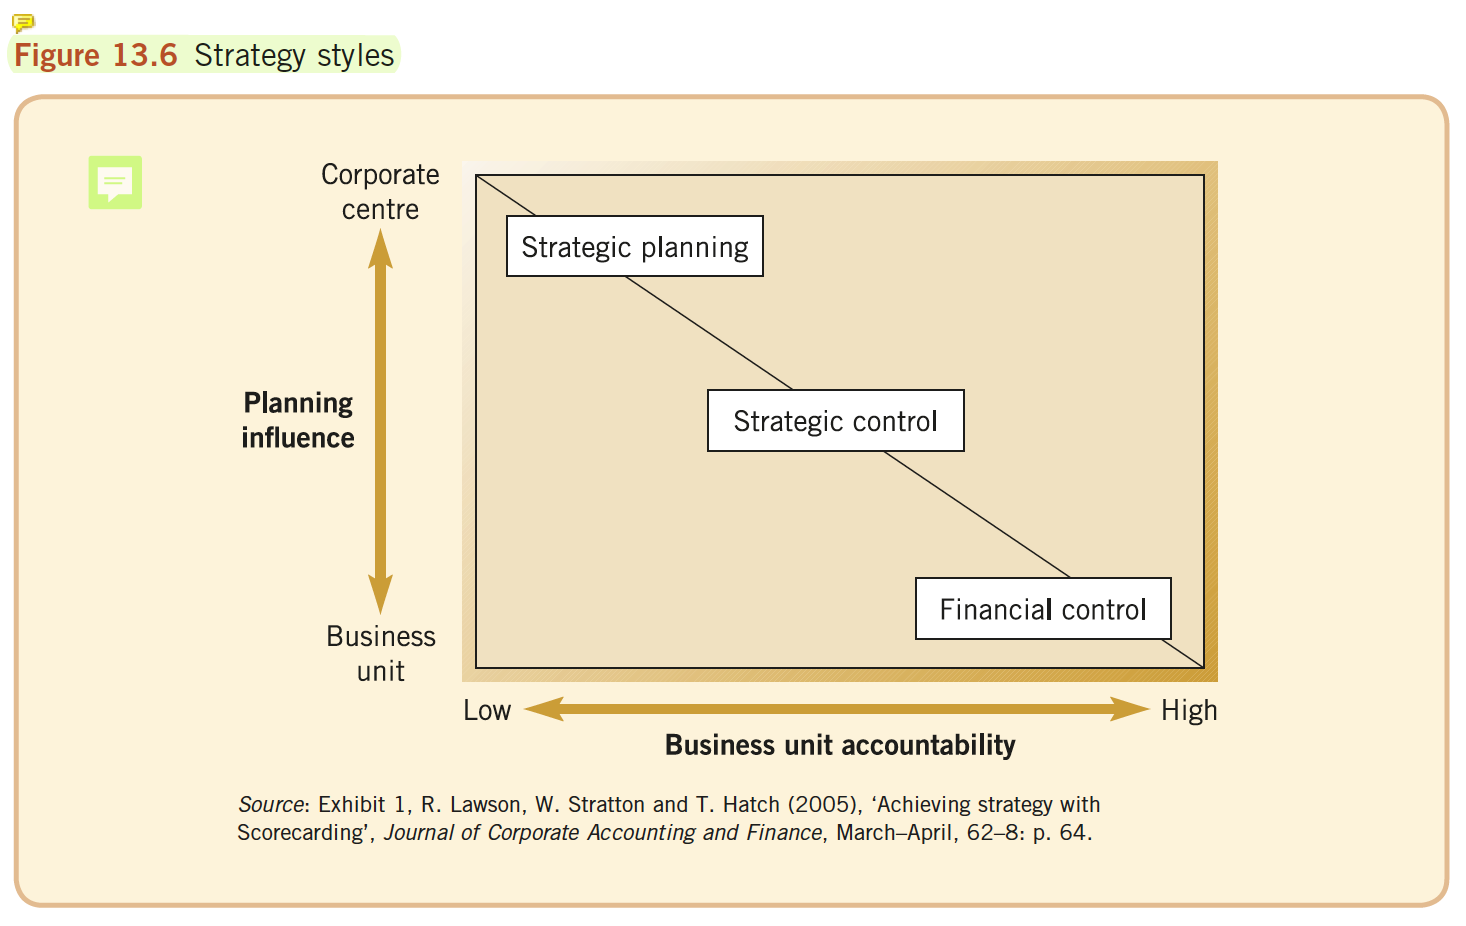 Figure 13.6 Strategy styles
Corporate
centre
Strategic planning
Planning
influence
Strategic control
Financial control
Business
unit
Low
High
Business unit accountability
Source: Exhibit 1, R. Lawson, W. Stratton and T. Hatch (2005), ‘Achieving strategy with
Scorecarding’, Journal of Corporate Accounting and Finance, March–April, 62–8: p. 64.